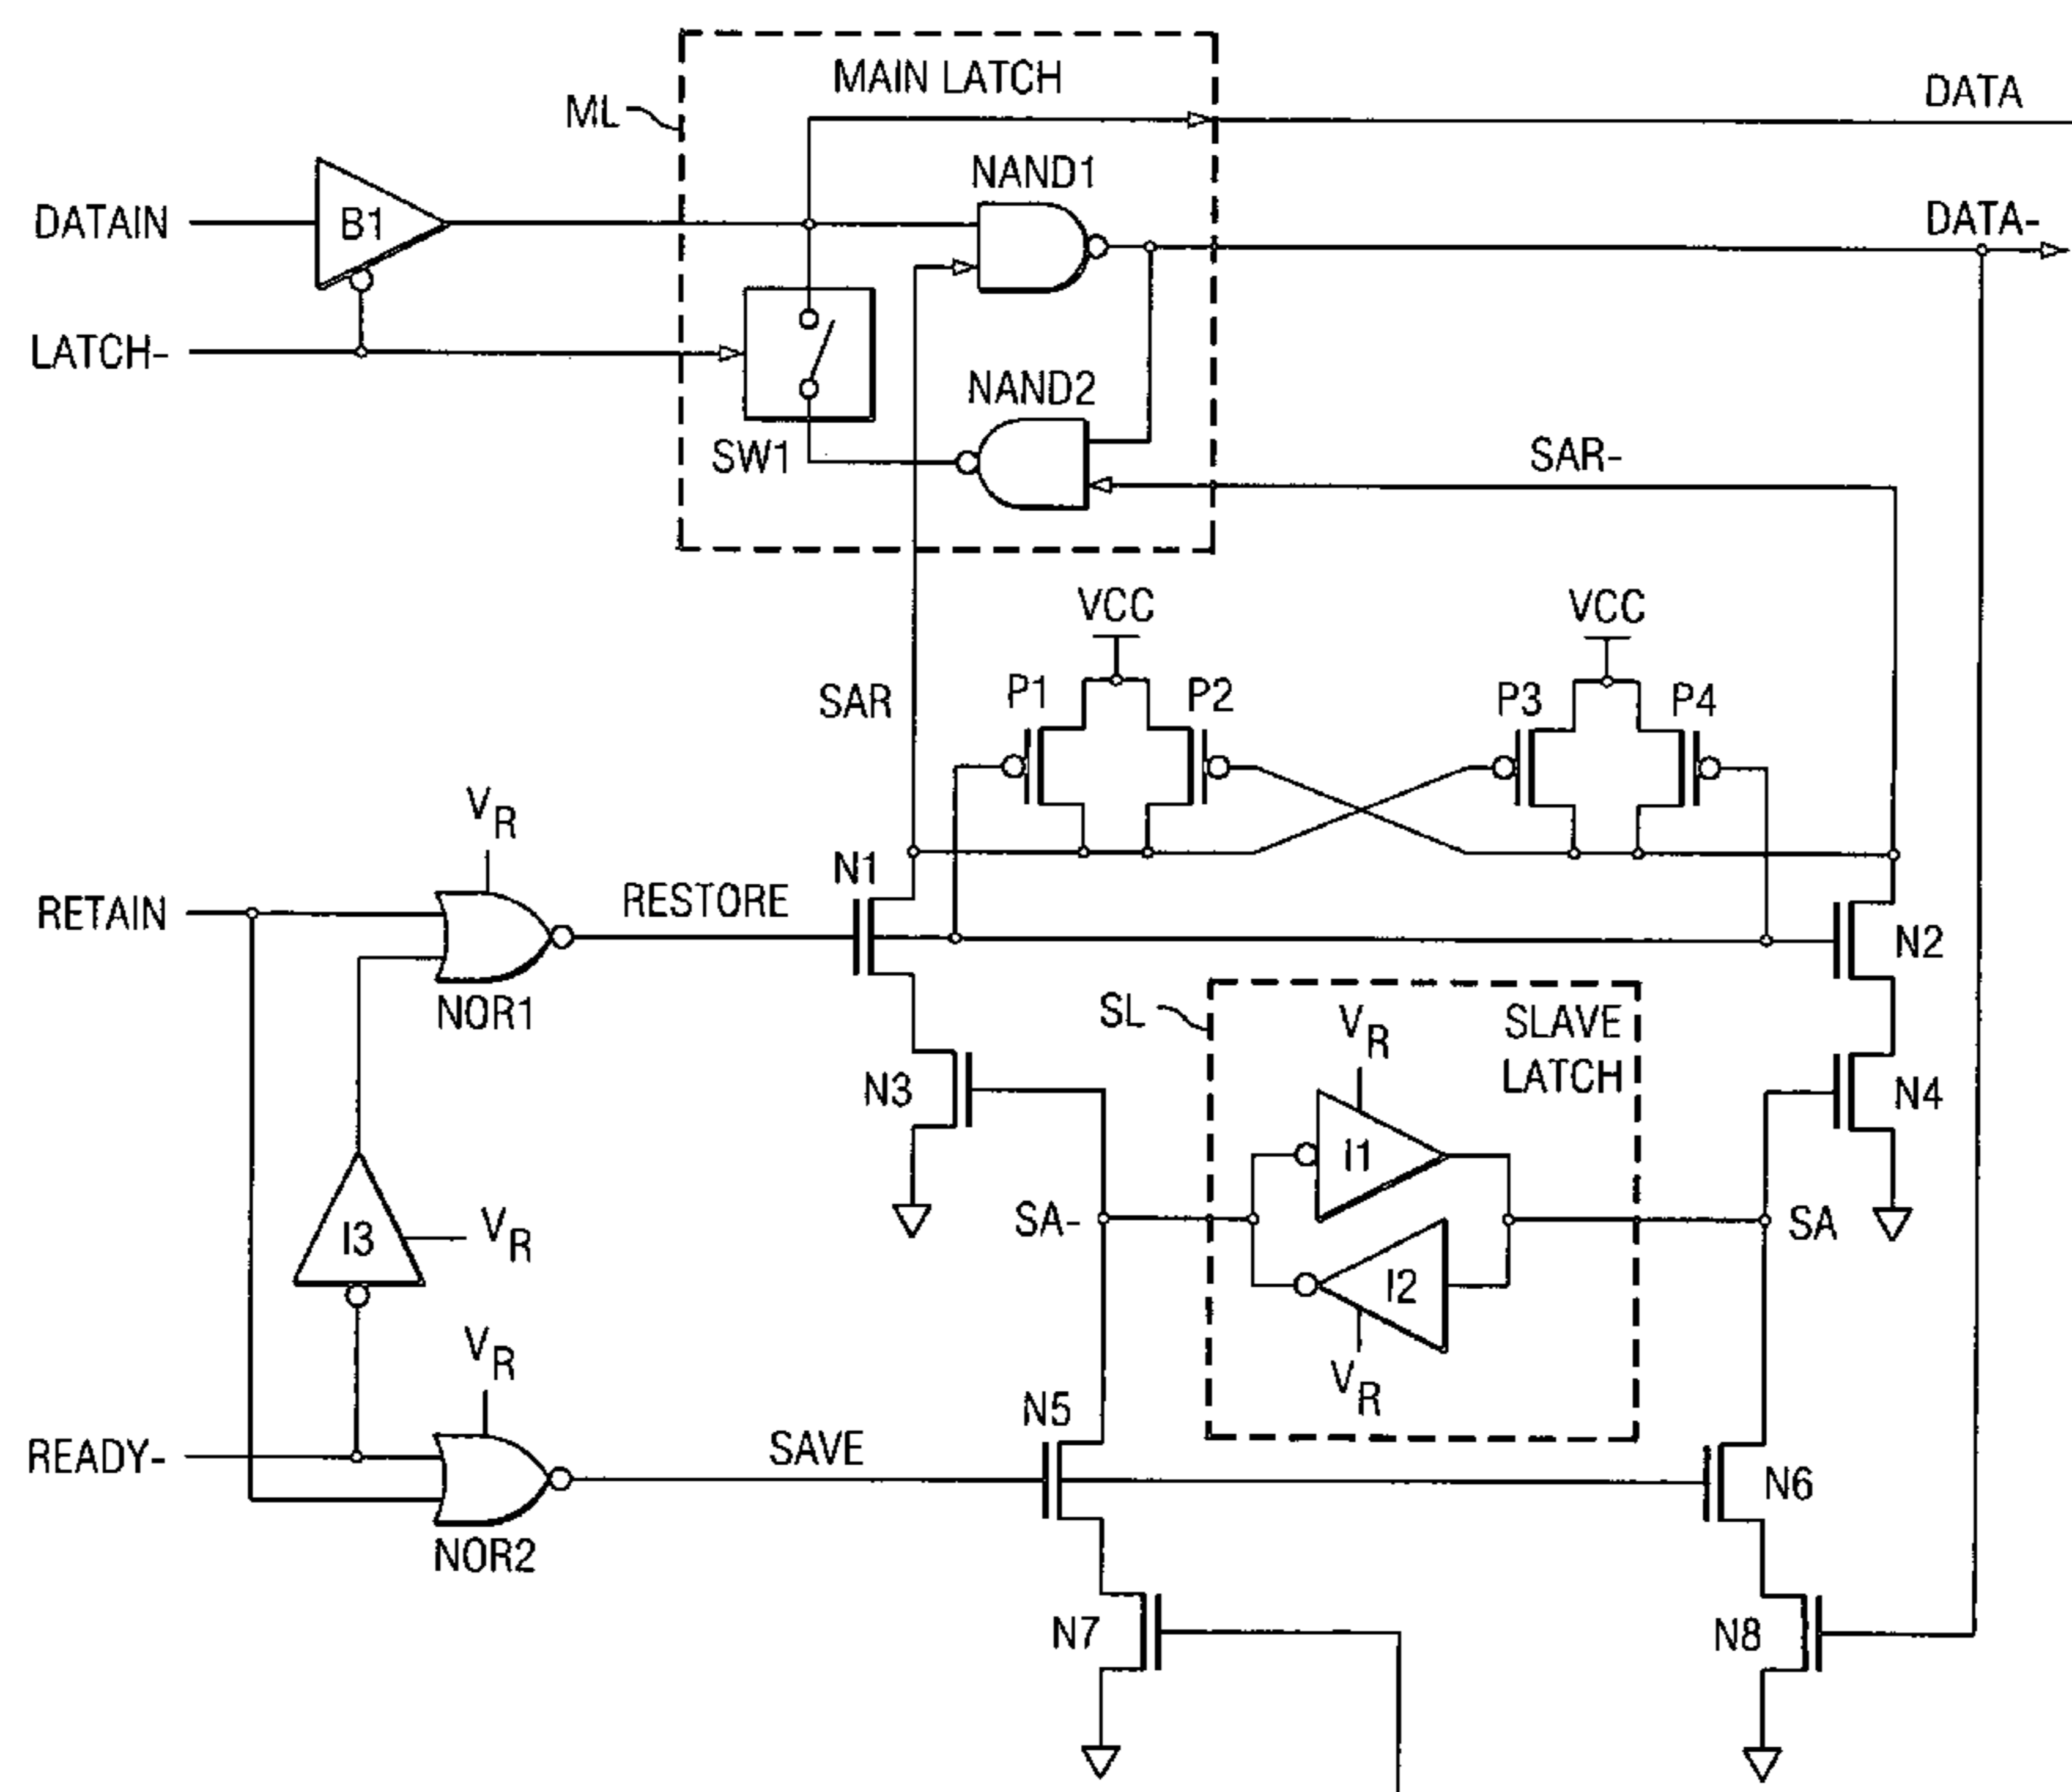 MAIN LATCH
DATA
ML
NAND1
DATAIN
B1
DATA-
LATCH-
NAND2
SW1
SAR-
VCC
VCC
SAR
P1
P2
P3
P4
VR
N1
RETAIN
RESTORE
N2
NOR1
SL
VR
SLAVE
LATCH
N3
I1
N4
SA-
SA
I3
VR
I2
VR
VR
N5
READY-
SAVE
N6
NOR2
N7
N8